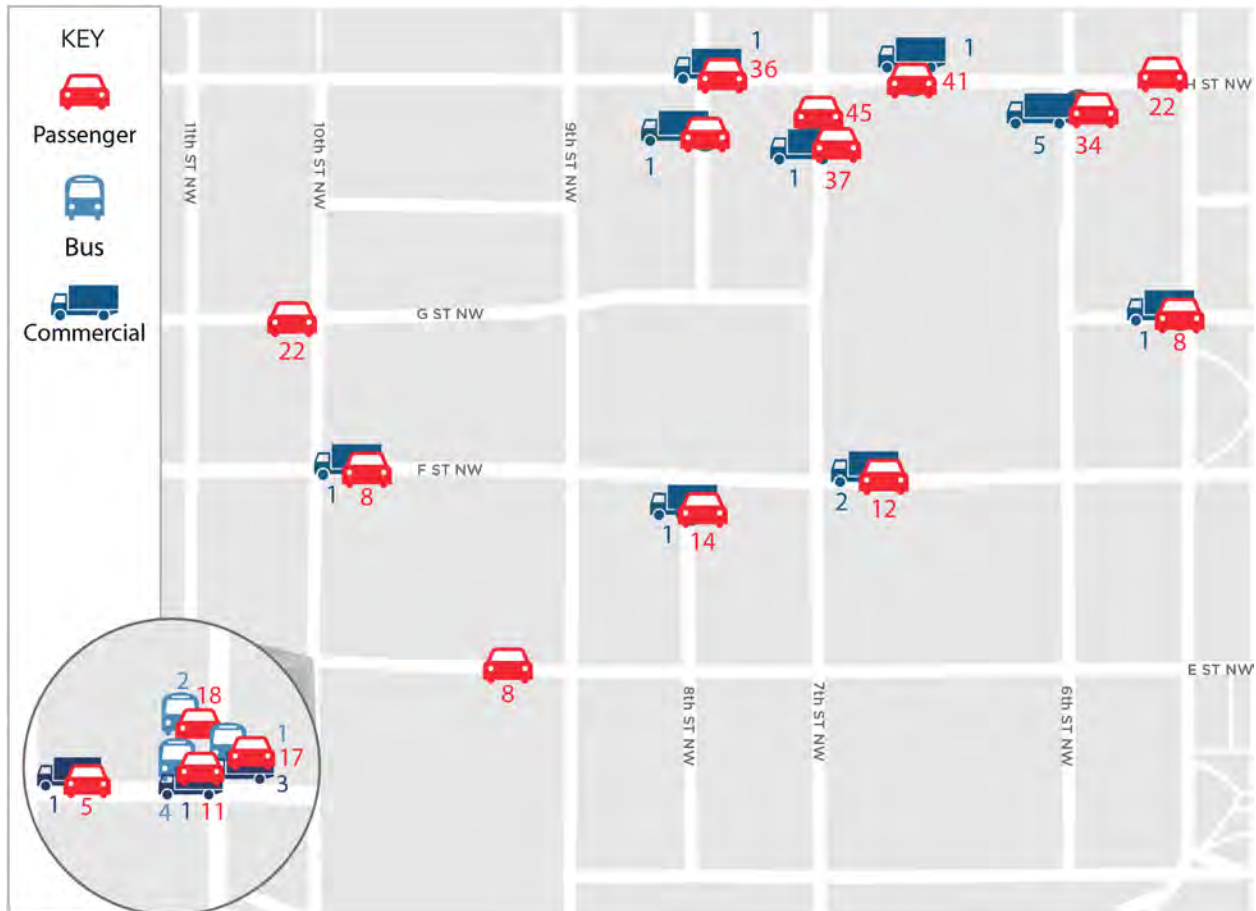 KEY
Passenger
Bus
Commercial
11th ST NW
10th ST NW
9th ST NW
8th ST NW
7th ST NW
6th ST NW
H ST NW
G ST NW
F ST NW
E ST NW
1
36
1
41
22
1
45
1
37
5
34
22
1
8
1
8
1
14
2
12
8
2
18
1
17
3
1
5
4
1
11